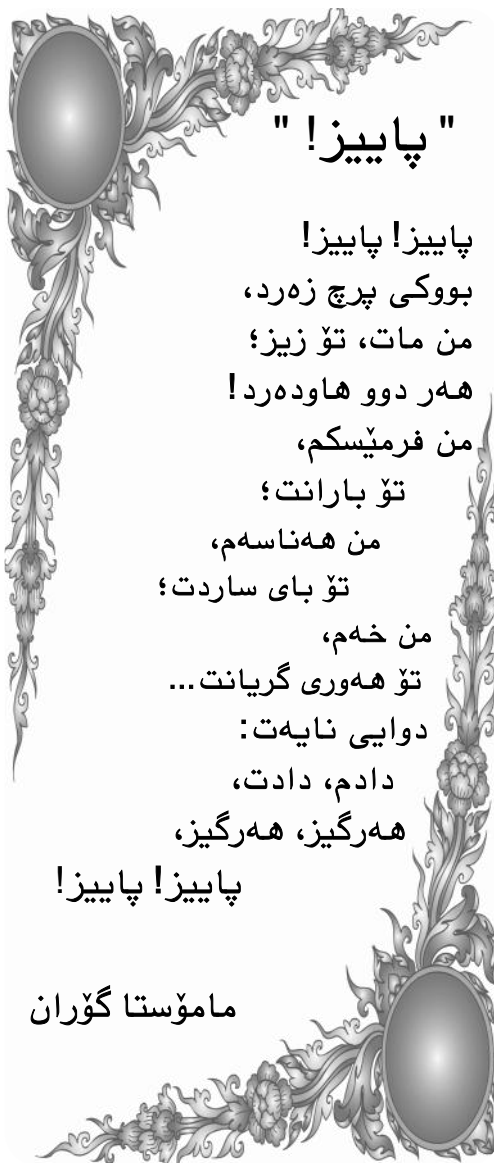 " پاییز! "
پاییز! پاییز!
بووکی پرچ زەرد،
من مات، تۆ زیز؛
هەر دوو هاودەرد!
من فرمێسکم،
تۆ بارانت؛
من هەناسەم،
تۆ بای ساردت؛
من خەم،
تۆ هەوری گریانت...
دوایی نایەت:
دادم، دادت،
هەرگیز، هەرگیز،
پاییز! پاییز!
مامۆستا گۆران